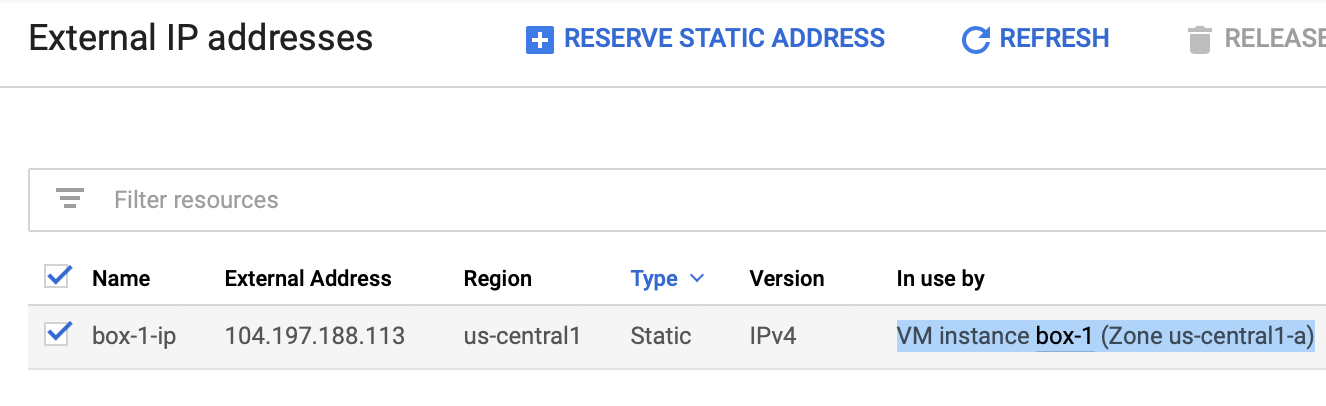 External IP addresses RESERVE STATIC ADDRESS REFRESH RELEASE
Filter resources
Name External Address Region Type Version In use by
box-1-ip 104.197.188.113 us-central1 Static IPv4 VM instance box-1 (Zone us-central1-a)